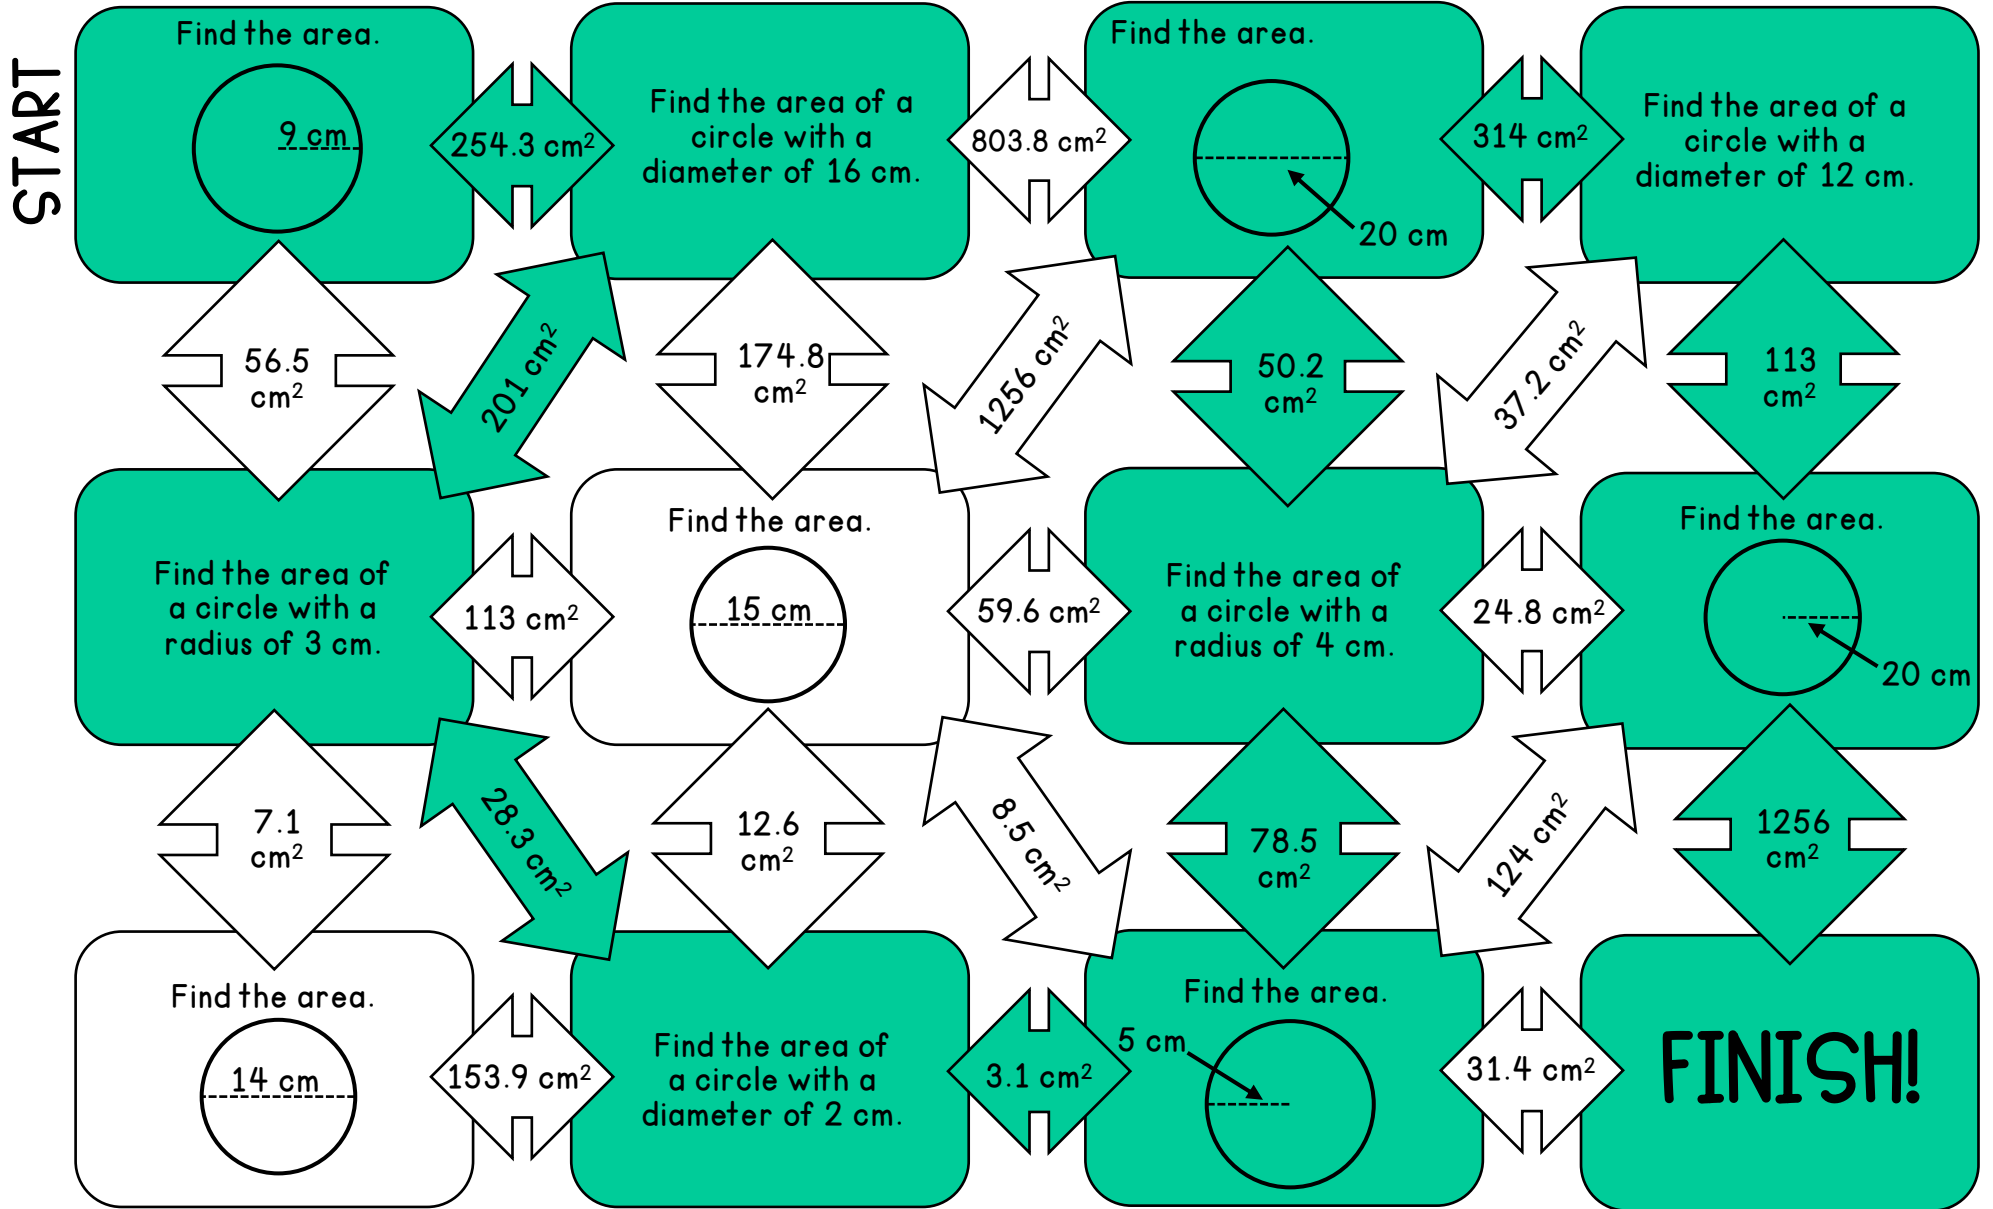 START
Find the area.
9 cm
254.3 cm²
Find the area of a
circle with a
diameter of 16 cm.
803.8 cm²
Find the area.
20 cm
314 cm²
Find the area of a
circle with a
diameter of 12 cm.
56.5
cm²
201 cm²
174.8
cm²
1256 cm²
50.2
cm²
37.2 cm²
113
cm²
Find the area of
a circle with a
radius of 3 cm.
113 cm²
Find the area.
15 cm
59.6 cm²
Find the area of
a circle with a
radius of 4 cm.
24.8 cm²
Find the area.
20 cm
7.1
cm²
28.3 cm²
12.6
cm²
8.5 cm²
78.5
cm²
124 cm²
1256
cm²
Find the area.
14 cm
153.9 cm²
Find the area of
a circle with a
diameter of 2 cm.
3.1 cm²
Find the area.
5 cm
31.4 cm²
FINISH!